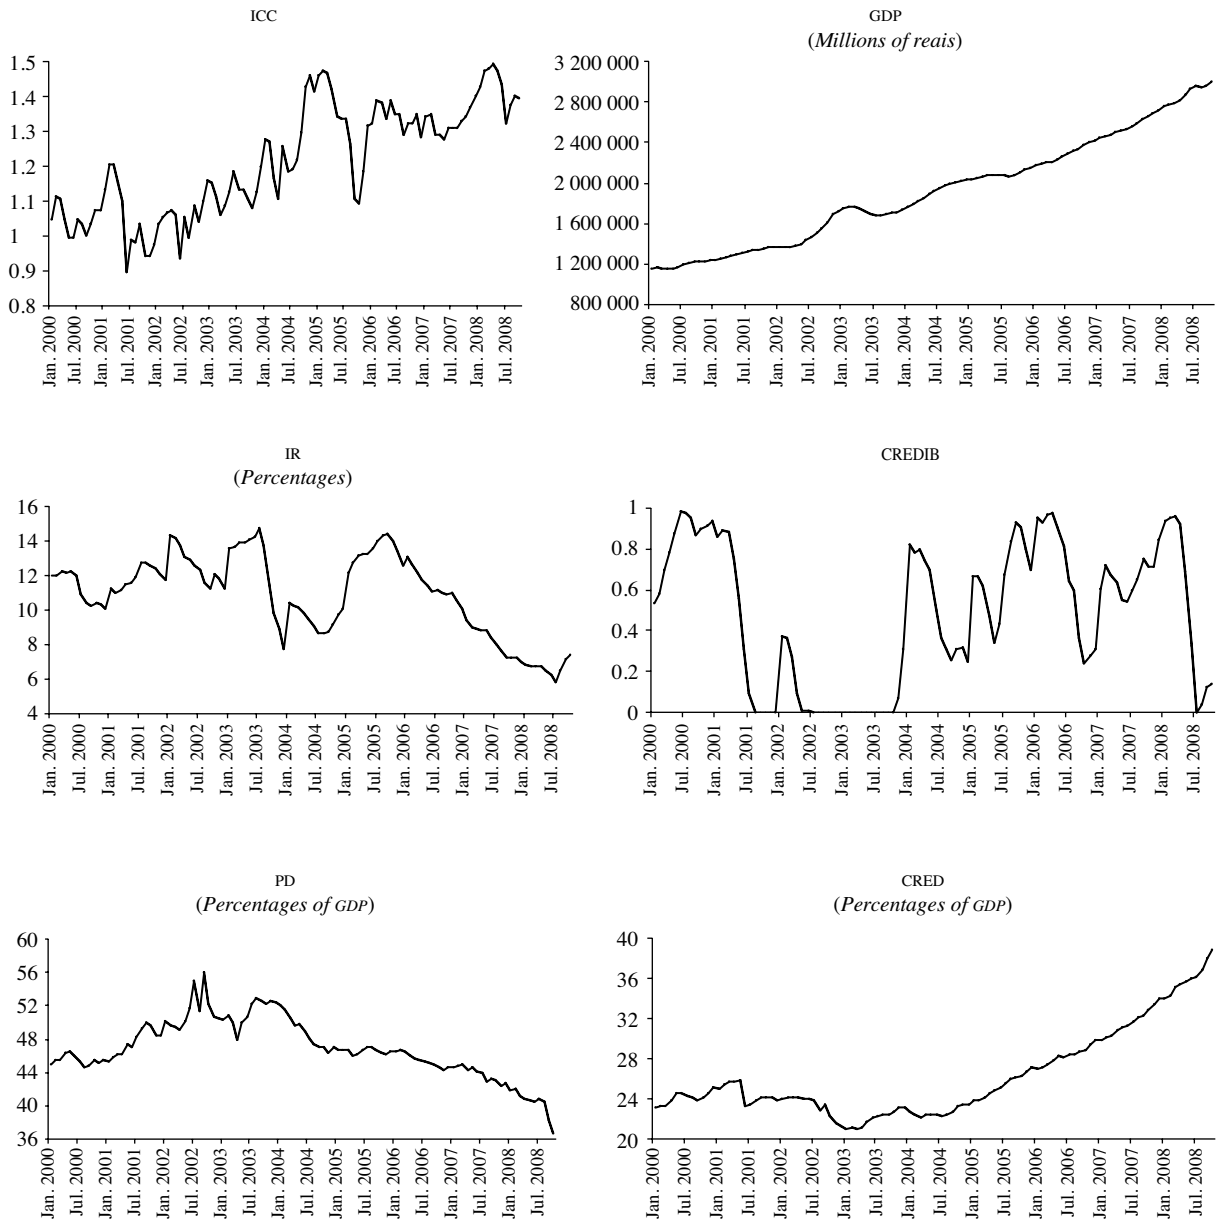 ICC
1.5
1.4
1.3
1.2
1.1
1
0.9
0.8
Jan. 2000
Jul. 2000
Jan. 2001
Jul. 2001
Jan. 2002
Jul. 2002
Jan. 2003
Jul. 2003
Jan. 2004
Jul. 2004
Jan. 2005
Jul. 2005
Jan. 2006
Jul. 2006
Jan. 2007
Jul. 2007
Jan. 2008
Jul. 2008
GDP
(Millions of reais)
3 200 000
2 800 000
2 400 000
2 000 000
1 600 000
1 200 000
800 000
Jan. 2000
Jul. 2000
Jan. 2001
Jul. 2001
Jan. 2002
Jul. 2002
Jan. 2003
Jul. 2003
Jan. 2004
Jul. 2004
Jan. 2005
Jul. 2005
Jan. 2006
Jul. 2006
Jan. 2007
Jul. 2007
Jan. 2008
Jul. 2008
IR
(Percentages)
16
14
12
10
8
6
4
Jan. 2000
Jul. 2000
Jan. 2001
Jul. 2001
Jan. 2002
Jul. 2002
Jan. 2003
Jul. 2003
Jan. 2004
Jul. 2004
Jan. 2005
Jul. 2005
Jan. 2006
Jul. 2006
Jan. 2007
Jul. 2007
Jan. 2008
Jul. 2008
CREDIB
1
0.8
0.6
0.4
0.2
0
Jan. 2000
Jul. 2000
Jan. 2001
Jul. 2001
Jan. 2002
Jul. 2002
Jan. 2003
Jul. 2003
Jan. 2004
Jul. 2004
Jan. 2005
Jul. 2005
Jan. 2006
Jul. 2006
Jan. 2007
Jul. 2007
Jan. 2008
Jul. 2008
PD
(Percentages of GDP)
60
56
52
48
44
40
36
Jan. 2000
Jul. 2000
Jan. 2001
Jul. 2001
Jan. 2002
Jul. 2002
Jan. 2003
Jul. 2003
Jan. 2004
Jul. 2004
Jan. 2005
Jul. 2005
Jan. 2006
Jul. 2006
Jan. 2007
Jul. 2007
Jan. 2008
Jul. 2008
CRED
(Percentages of GDP)
40
36
32
28
24
20
Jan. 2000
Jul. 2000
Jan. 2001
Jul. 2001
Jan. 2002
Jul. 2002
Jan. 2003
Jul. 2003
Jan. 2004
Jul. 2004
Jan. 2005
Jul. 2005
Jan. 2006
Jul. 2006
Jan. 2007
Jul. 2007
Jan. 2008
Jul. 2008